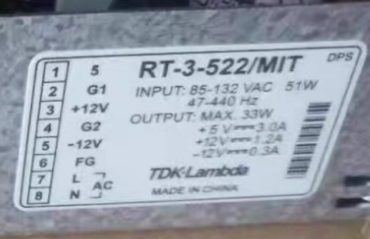 1 5
2 G1
3 +12V
4 G2
5 -12V
6 FG
7 L
8 N
AC
RT-3-522/MIT
DPS
INPUT: 85-132 VAC 51W
47-440 Hz
OUTPUT: MAX. 33W
+5V⎓3.0A
+12V⎓1.2A
-12V⎓0.3A
TDK-Lambda
MADE IN CHINA